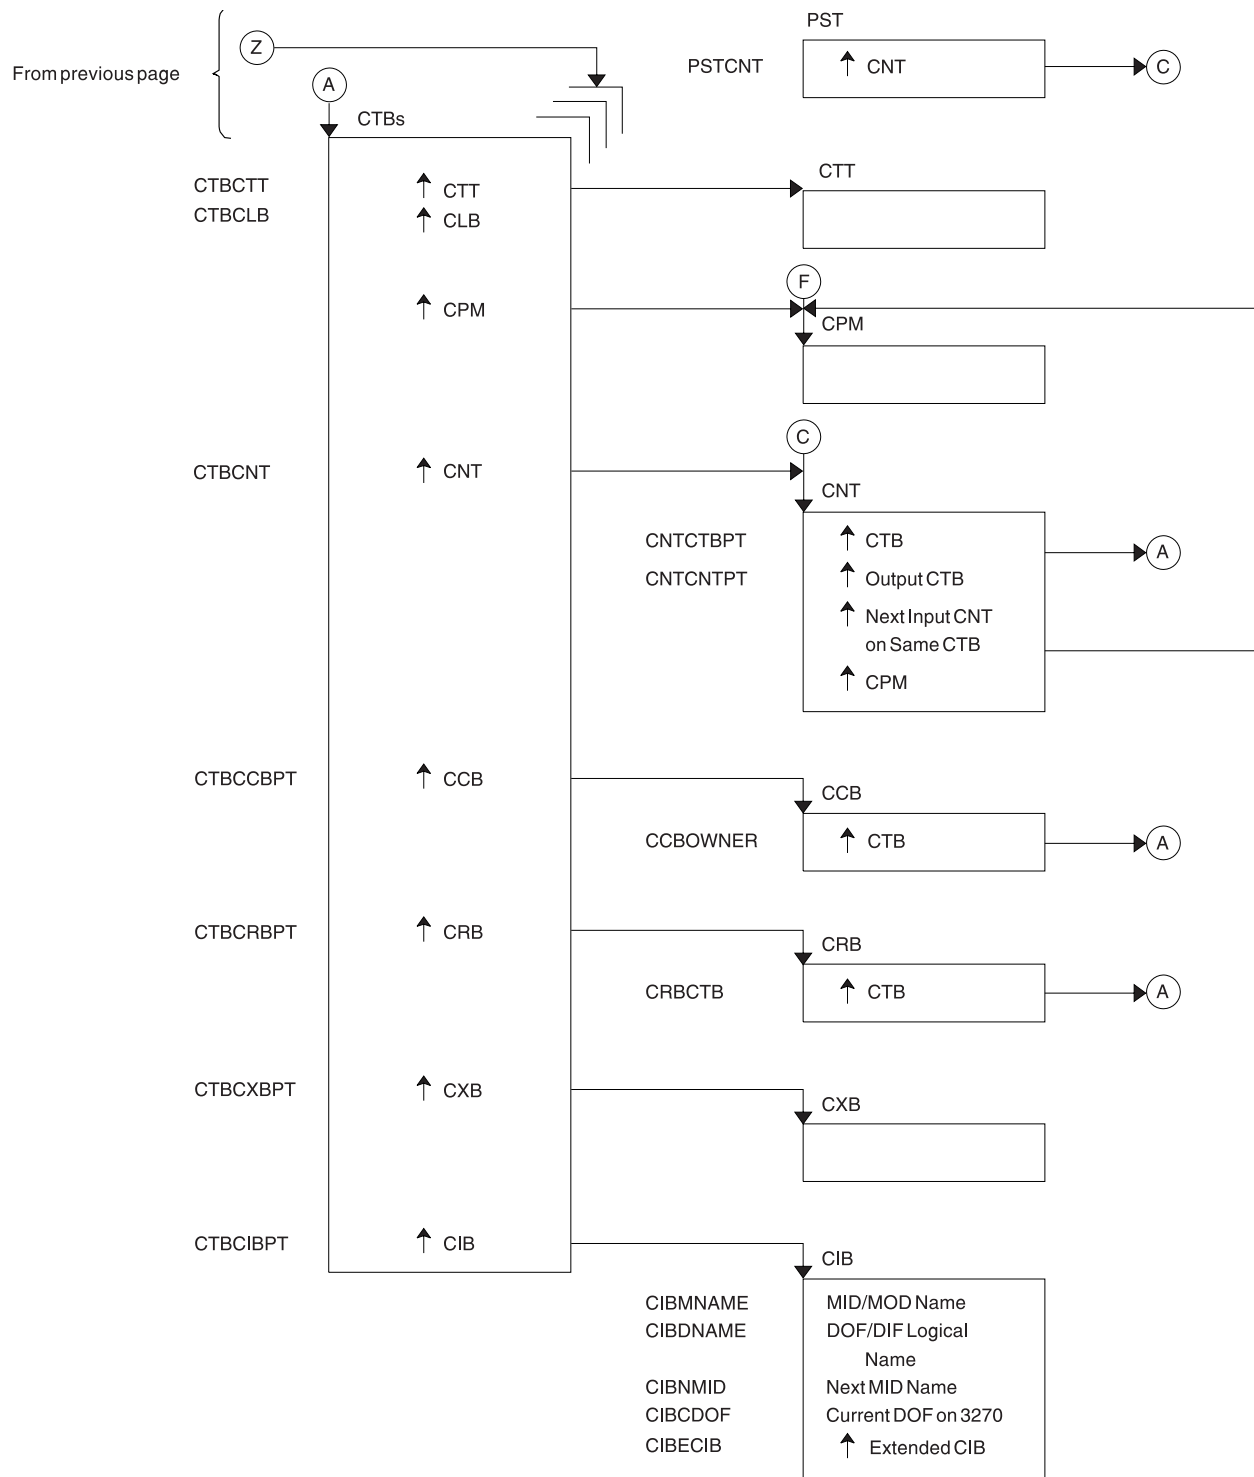 PST
Z
From previous page
PSTCNT
CNT
C
A
CTBs
CTBCTT
CTT
CTT
CTBCLB
CLB
F
CPM
CPM
C
CTBCNT
CNT
CNT
CNTCTBPT
CTB
A
CNTCNTPT
Output CTB
Next Input CNT
on Same CTB
CPM
CTBCCBPT
CCB
CCB
CCBOWNER
CTB
A
CTBCRBPT
CRB
CRB
CRBCTB
CTB
A
CTBCXBPT
CXB
CXB
CTBCIBPT
CIB
CIB
CIBMNAME
MID/MOD Name
CIBDNAME
DOF/DIF Logical
Name
CIBNMID
Next MID Name
CIBCDOF
Current DOF on 3270
CIBECIB
Extended CIB